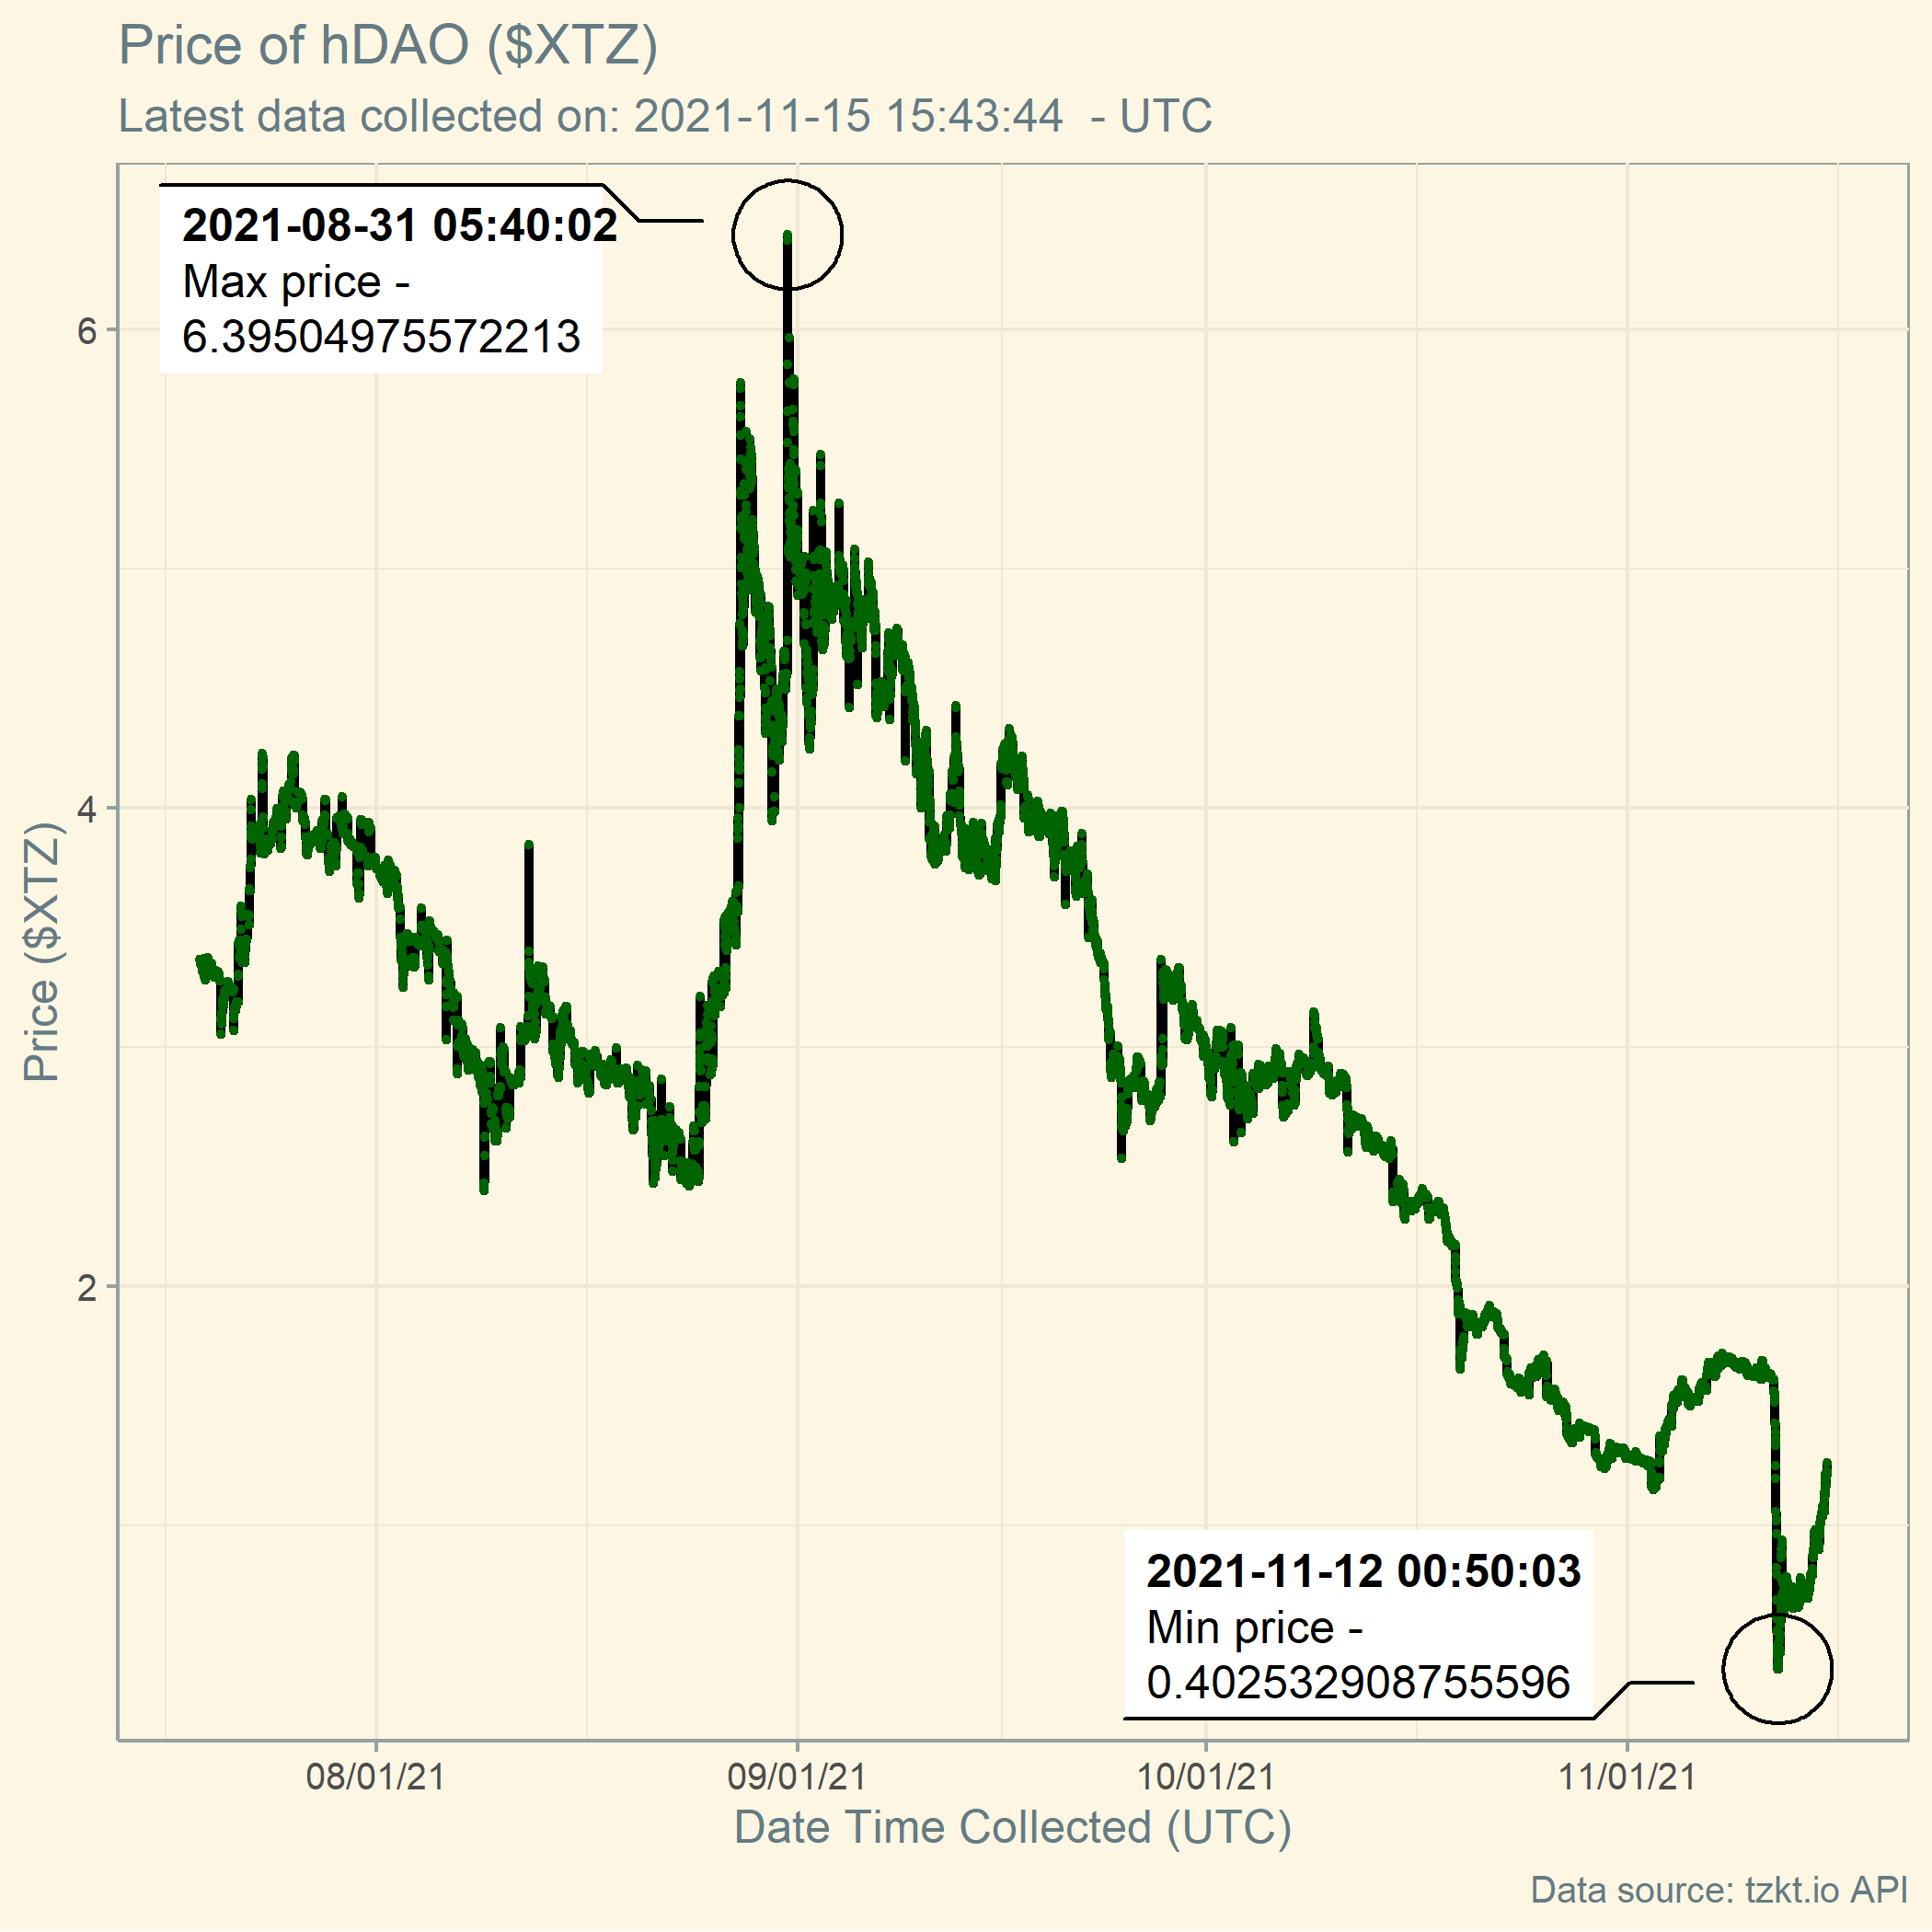 Price of hDAO ($XTZ)
Latest data collected on: 2021-11-15 15:43:44  - UTC
2021-08-31 05:40:02
Max price -
6.39504975572213
6
4
2
Price ($XTZ)
2021-11-12 00:50:03
Min price -
0.402532908755596
08/01/21
09/01/21
10/01/21
11/01/21
Date Time Collected (UTC)
Data source: tzkt.io API